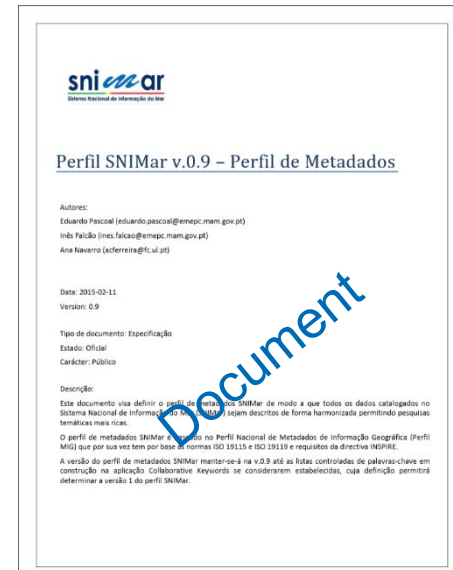 snimar
Sistema Nacional de Informação do Mar
Perfil SNIMar v.0.9 – Perfil de Metadados
Autores:
Eduardo Pascoal (eduardo.pascoal@emepc.mam.gov.pt)
Inês Falcão (ines.falcao@emepc.mam.gov.pt)
Ana Navarro (acferreira@fc.ul.pt)
Data: 2015-02-11
Version: 0.9
Tipo de documento: Especificação
Estado: Oficial
Carácter: Público
Descrição:
Este documento visa definir o perfil de metadados SNIMar de modo a que todos os dados catalogados no
Sistema Nacional de Informação do Mar (SNIMar) sejam descritos de forma harmonizada permitindo pesquisas
temáticas mais ricas.
O perfil de metadados SNIMar é baseado no Perfil Nacional de Metadados de Informação Geográfica (Perfil
MIG) que por sua vez tem por base as normas ISO 19115 e ISO 19119 e requisitos da directiva INSPIRE.
A versão do perfil de metadados SNIMar manter-se-á na v.0.9 até as listas controladas de palavras-chave em
construção na aplicação Collaborative Keywords se considerarem estabelecidas, cuja definição permitirá
determinar a versão 1 do perfil SNIMar.
Document